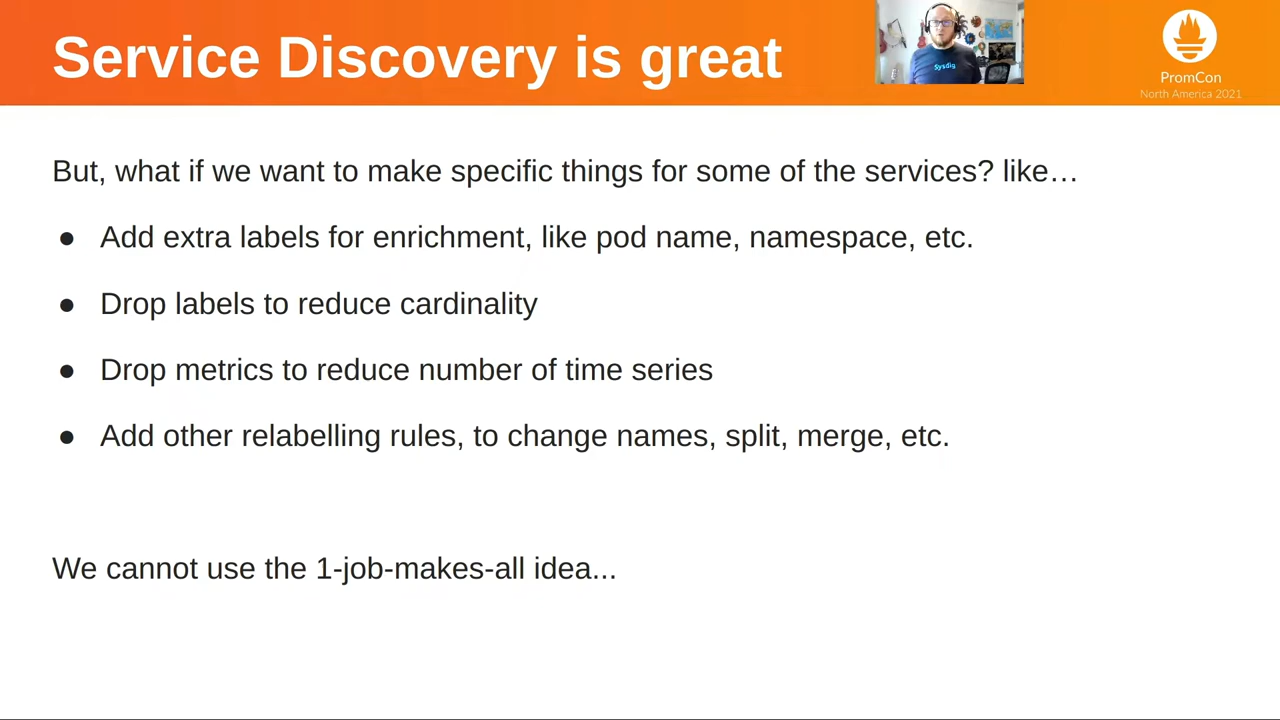 Service Discovery is great
Sysdig
PromCon
North America 2021
But, what if we want to make specific things for some of the services? like…
● Add extra labels for enrichment, like pod name, namespace, etc.
● Drop labels to reduce cardinality
● Drop metrics to reduce number of time series
● Add other relabelling rules, to change names, split, merge, etc.
We cannot use the 1-job-makes-all idea...